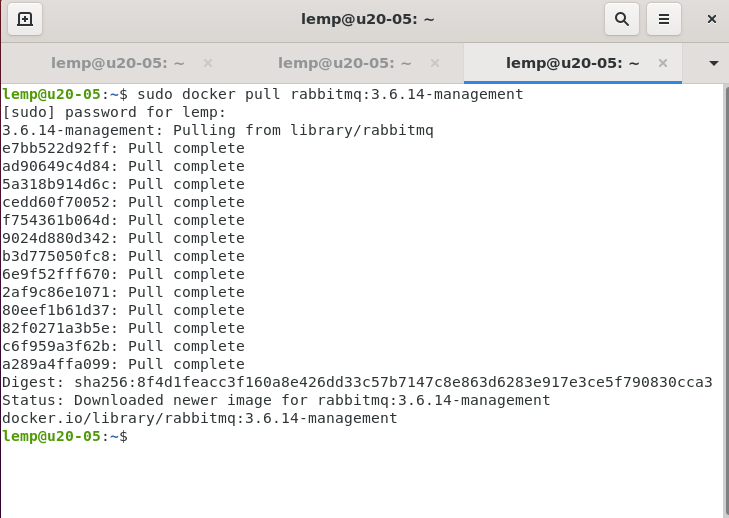 lemp@u20-05: ~
lemp@u20-05: ~
lemp@u20-05: ~
lemp@u20-05: ~
lemp@u20-05:~$ sudo docker pull rabbitmq:3.6.14-management
[sudo] password for lemp:
3.6.14-management: Pulling from library/rabbitmq
e7bb522d92ff: Pull complete
ad90649c4d84: Pull complete
5a318b914d6c: Pull complete
cedd60f70052: Pull complete
f754361b064d: Pull complete
9024d880d342: Pull complete
b3d775050fc8: Pull complete
6e9f52fff670: Pull complete
2af9c86e1071: Pull complete
80eef1b61d37: Pull complete
82f0271a3b5e: Pull complete
c6f959a3f62b: Pull complete
a289a4ffa099: Pull complete
Digest: sha256:8f4d1feacc3f160a8e426dd33c57b7147c8e863d6283e917e3ce5f790830cca3
Status: Downloaded newer image for rabbitmq:3.6.14-management
docker.io/library/rabbitmq:3.6.14-management
lemp@u20-05:~$